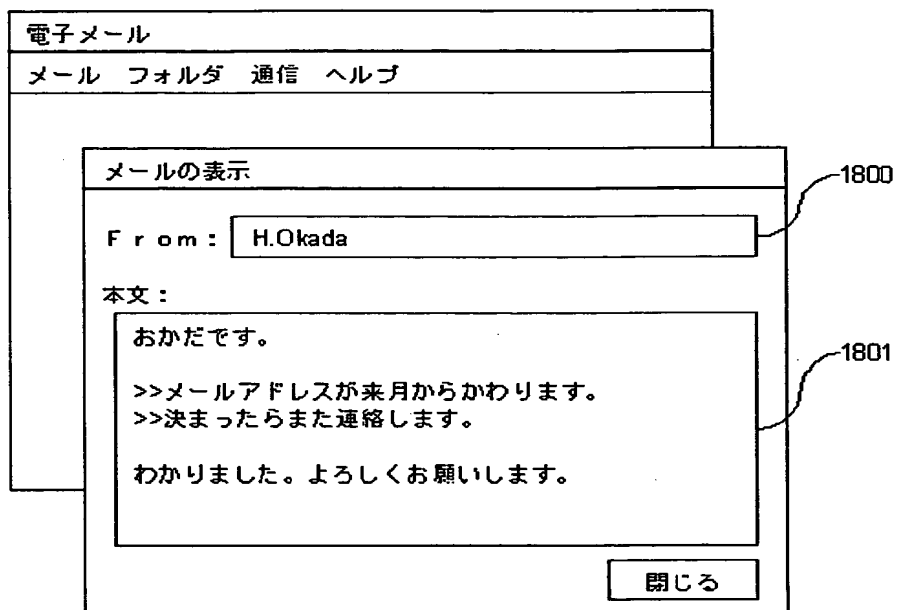 電子メール
メール フォルダ 通信 ヘルプ
メールの表示
From: H.Okada
1800
本文:
おかだです。
>>メールアドレスが来月からかわります。
>>決まったらまた連絡します。
わかりました。よろしくお願いします。
1801
閉じる